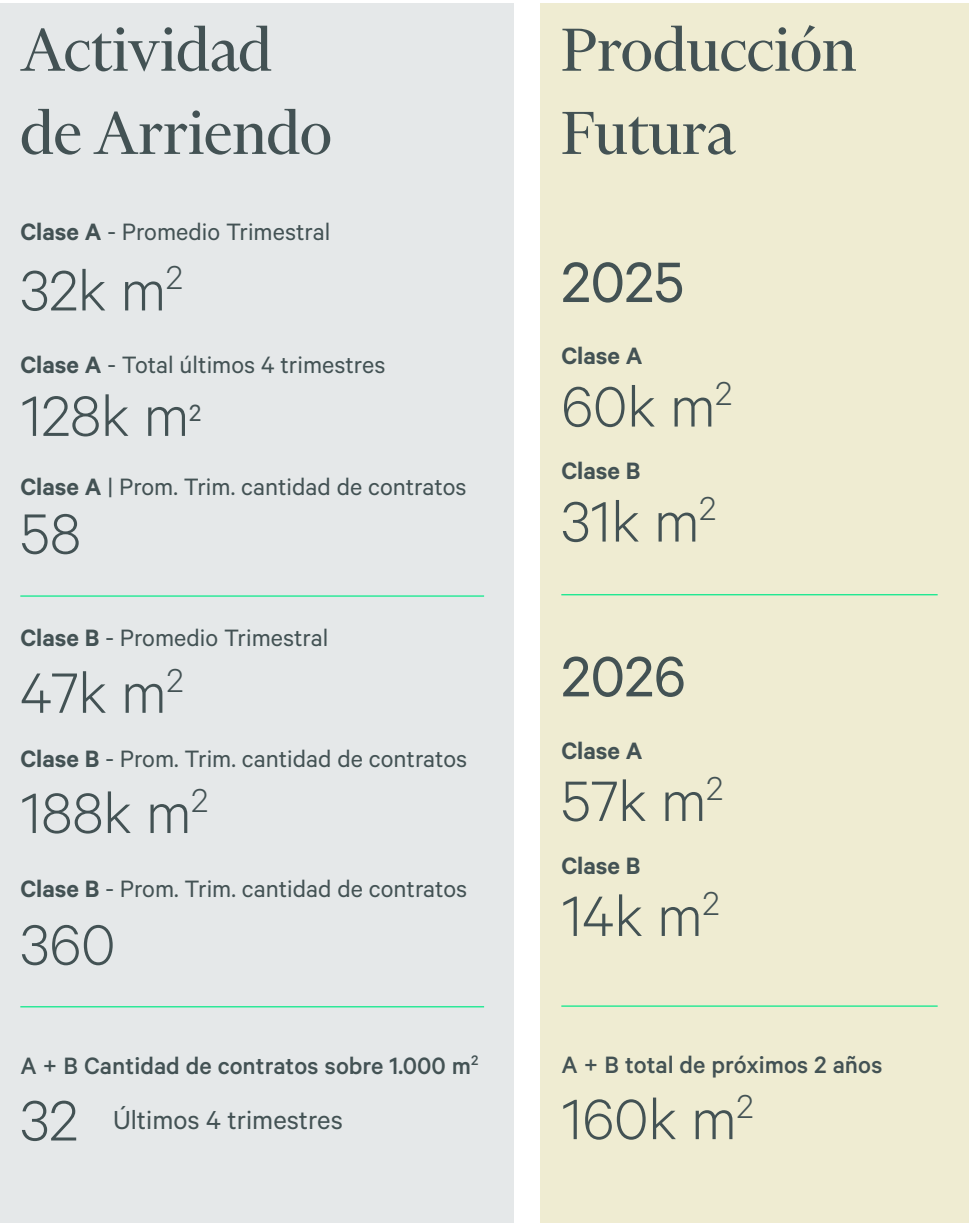 Actividad
de Arriendo
Clase A - Promedio Trimestral
32k m²
Clase A - Total últimos 4 trimestres
128k m²
Clase A | Prom. Trim. cantidad de contratos
58
Clase B - Promedio Trimestral
47k m²
Clase B - Prom. Trim. cantidad de contratos
188k m²
Clase B - Prom. Trim. cantidad de contratos
360
A + B Cantidad de contratos sobre 1.000 m²
32 Últimos 4 trimestres
Producción
Futura
2025
Clase A
60k m²
Clase B
31k m²
2026
Clase A
57k m²
Clase B
14k m²
A + B total de próximos 2 años
160k m²